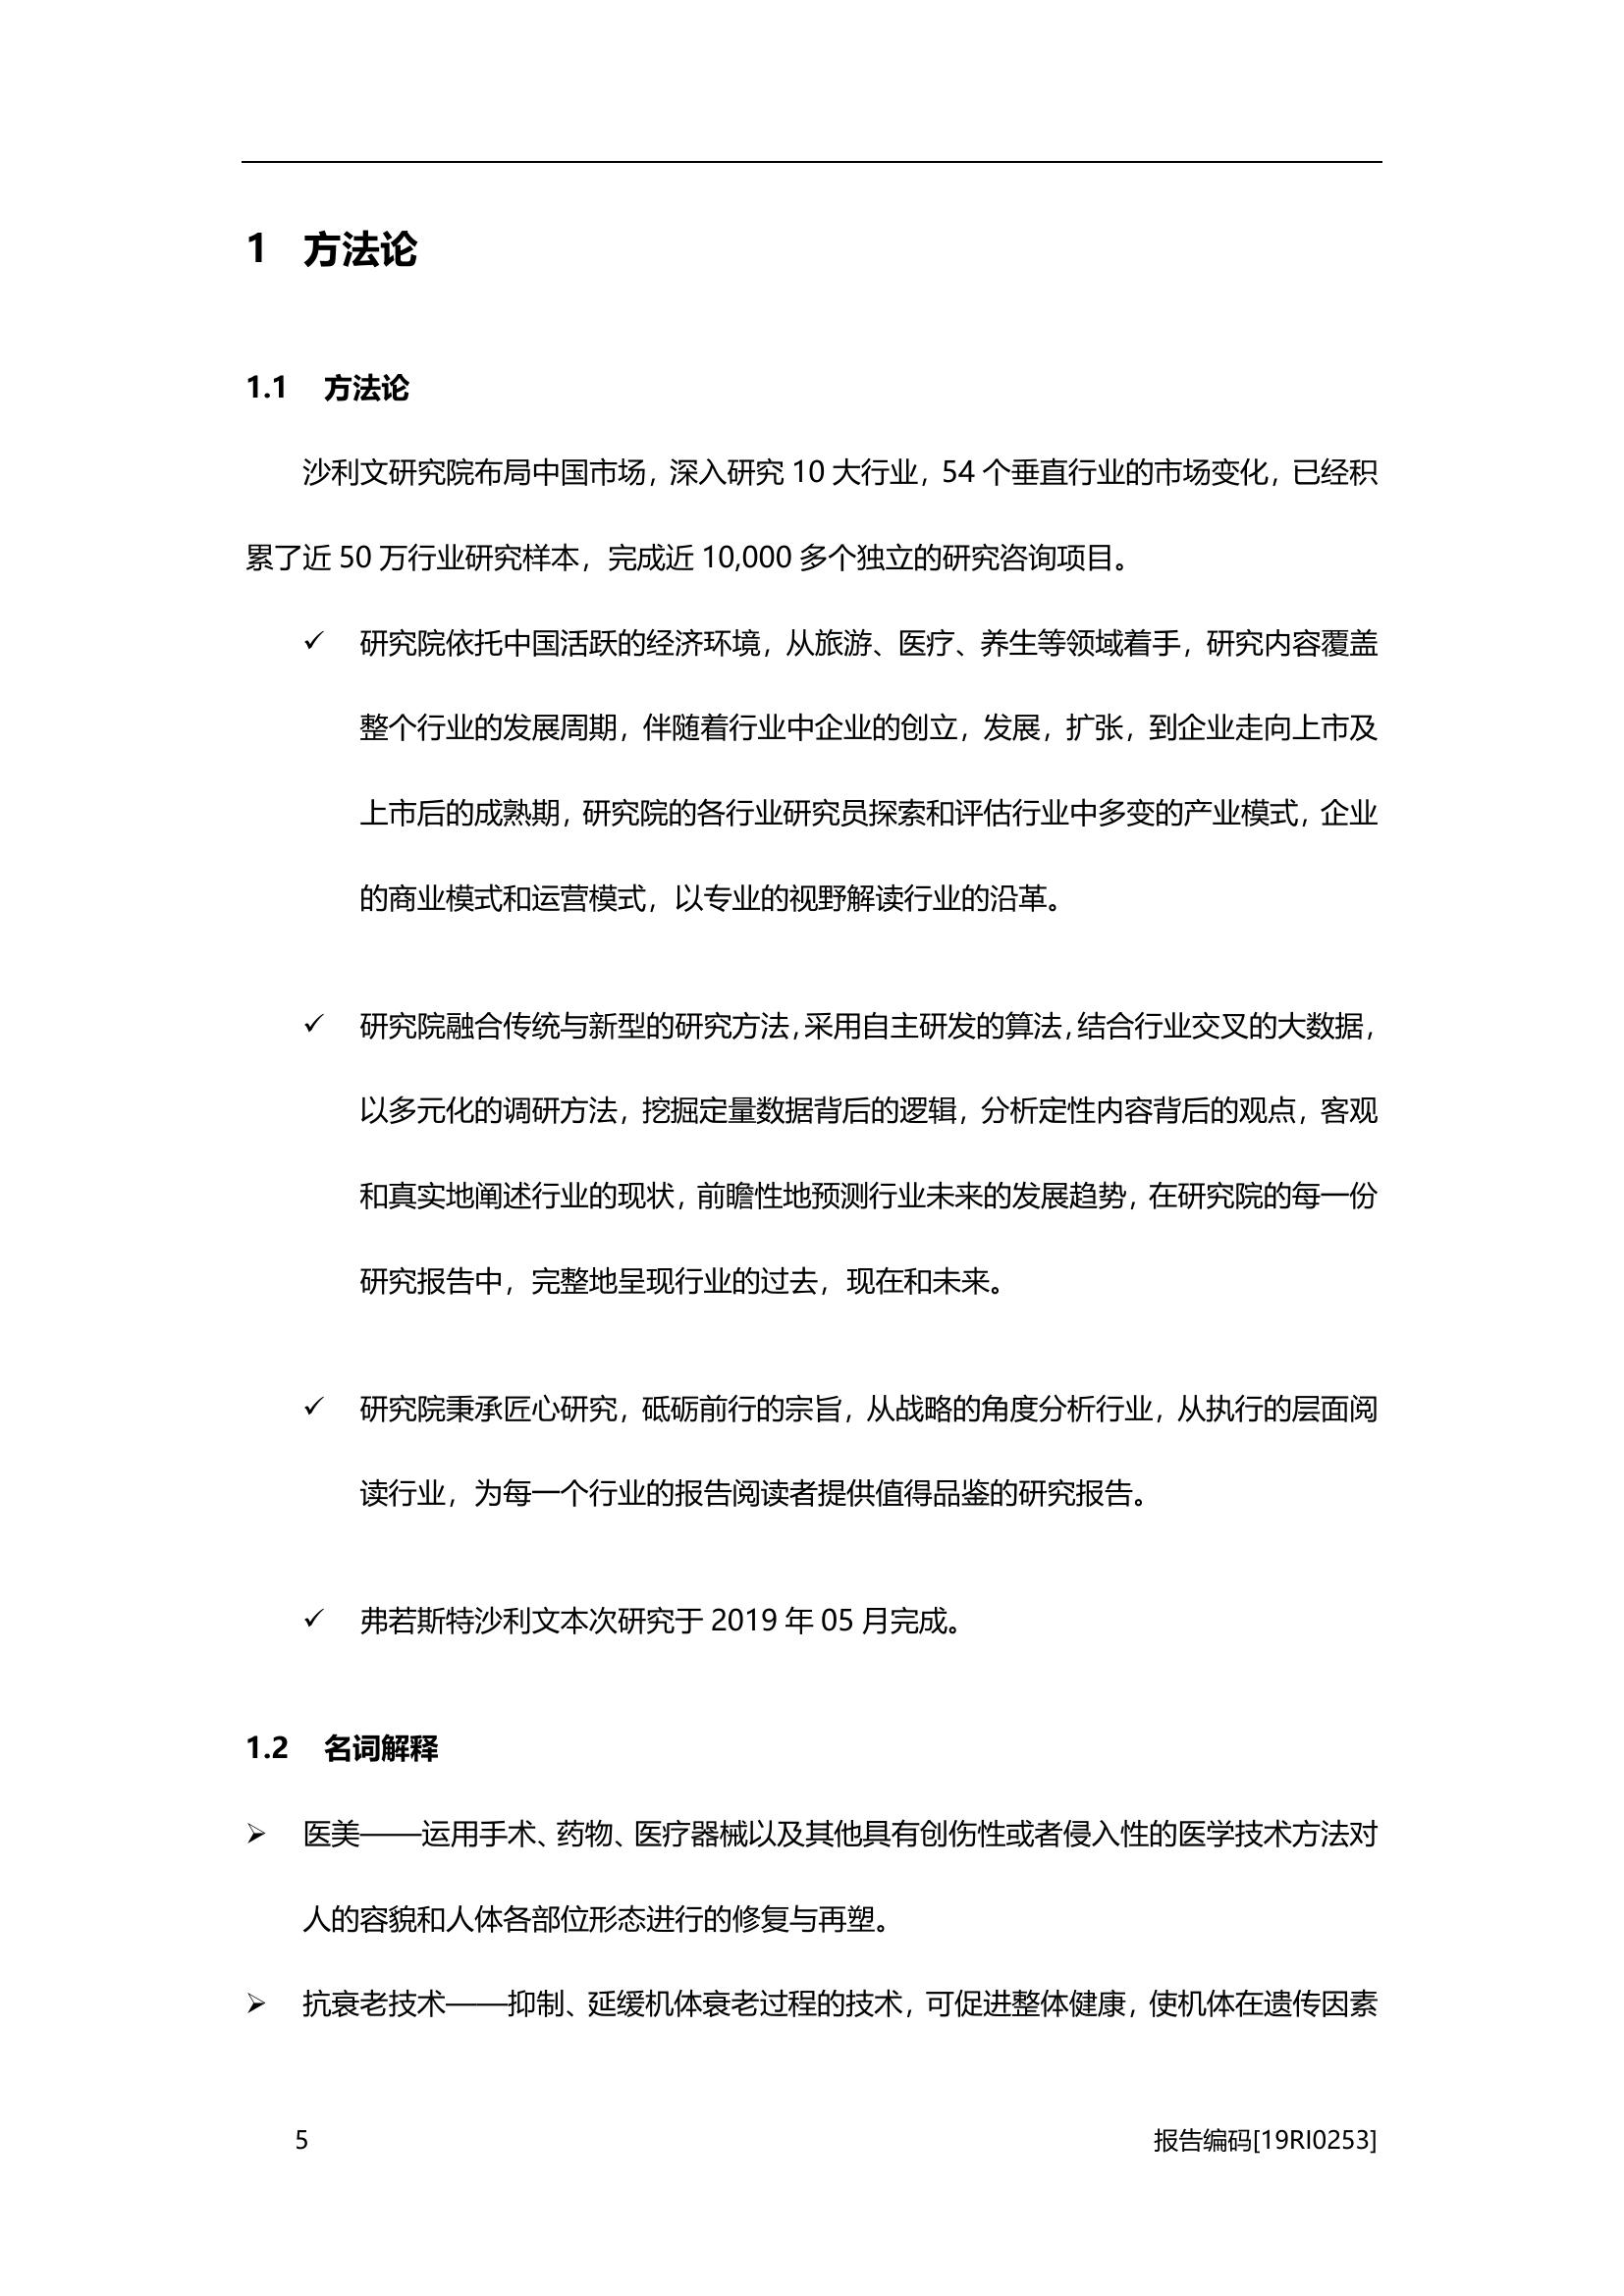 1 方法论
1.1 方法论
沙利文研究院布局中国市场，深入研究 10 大行业，54 个垂直行业的市场变化，已经积
累了近 50 万行业研究样本，完成近 10,000 多个独立的研究咨询项目。
✓ 研究院依托中国活跃的经济环境，从旅游、医疗、养生等领域着手，研究内容覆盖
整个行业的发展周期，伴随着行业中企业的创立，发展，扩张，到企业走向上市及
上市后的成熟期，研究院的各行业研究员探索和评估行业中多变的产业模式，企业
的商业模式和运营模式，以专业的视野解读行业的沿革。
✓ 研究院融合传统与新型的研究方法，采用自主研发的算法，结合行业交叉的大数据，
以多元化的调研方法，挖掘定量数据背后的逻辑，分析定性内容背后的观点，客观
和真实地阐述行业的现状，前瞻性地预测行业未来的发展趋势，在研究院的每一份
研究报告中，完整地呈现行业的过去，现在和未来。
✓ 研究院秉承匠心研究，砥砺前行的宗旨，从战略的角度分析行业，从执行的层面阅
读行业，为每一个行业的报告阅读者提供值得品鉴的研究报告。
✓ 弗若斯特沙利文本次研究于 2019 年 05 月完成。
1.2 名词解释
➢ 医美——运用手术、药物、医疗器械以及其他具有创伤性或者侵入性的医学技术方法对
人的容貌和人体各部位形态进行的修复与再塑。
➢ 抗衰老技术——抑制、延缓机体衰老过程的技术，可促进整体健康，使机体在遗传因素
5 报告编码[19RI0253]